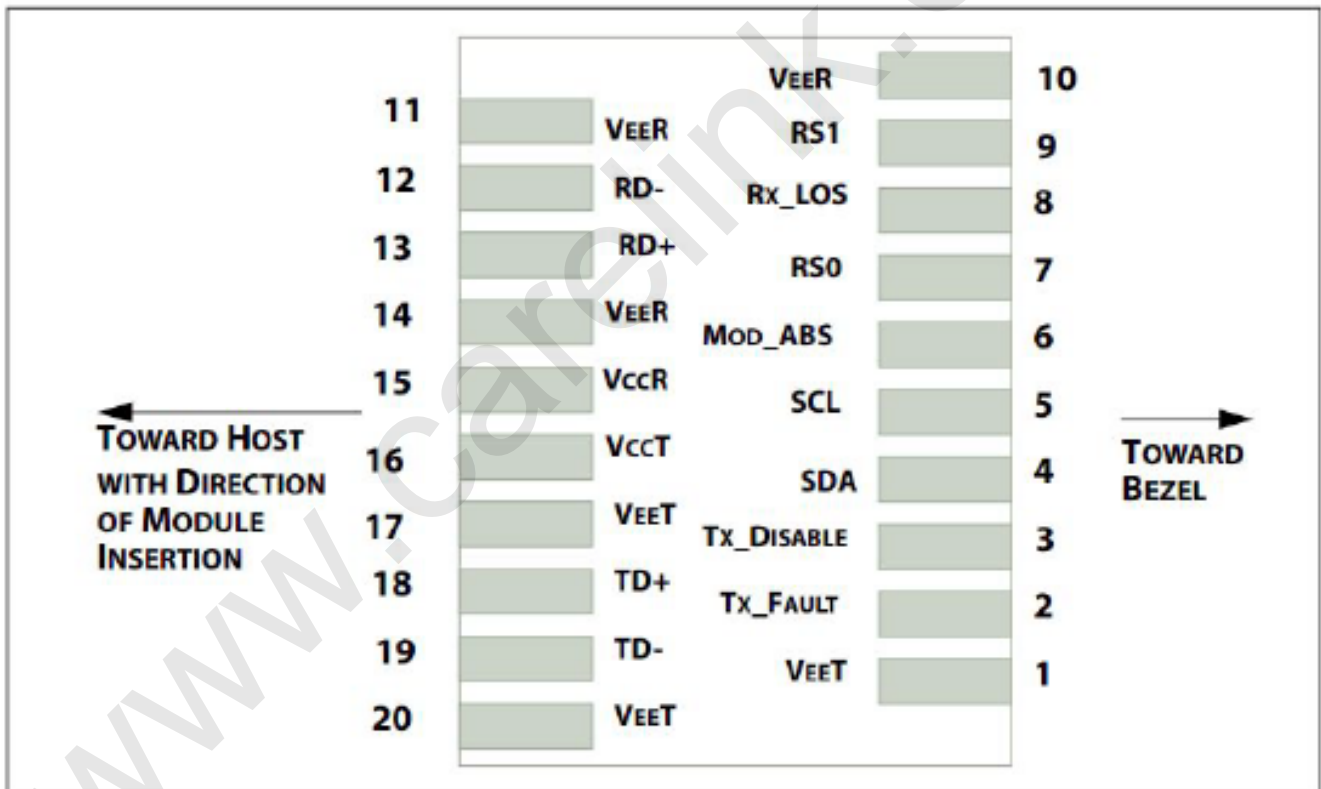 VEER 10
11 VEER RS1 9
12 RD- RX_LOS 8
13 RD+ RS0 7
14 VEER MOD_ABS 6
15 VCCR SCL 5
16 VCCT SDA 4
17 VEET TX_DISABLE 3
18 TD+ TX_FAULT 2
19 TD- VEET 1
20 VEET
TOWARD HOST
WITH DIRECTION
OF MODULE
INSERTION
TOWARD
BEZEL
www.carelink.